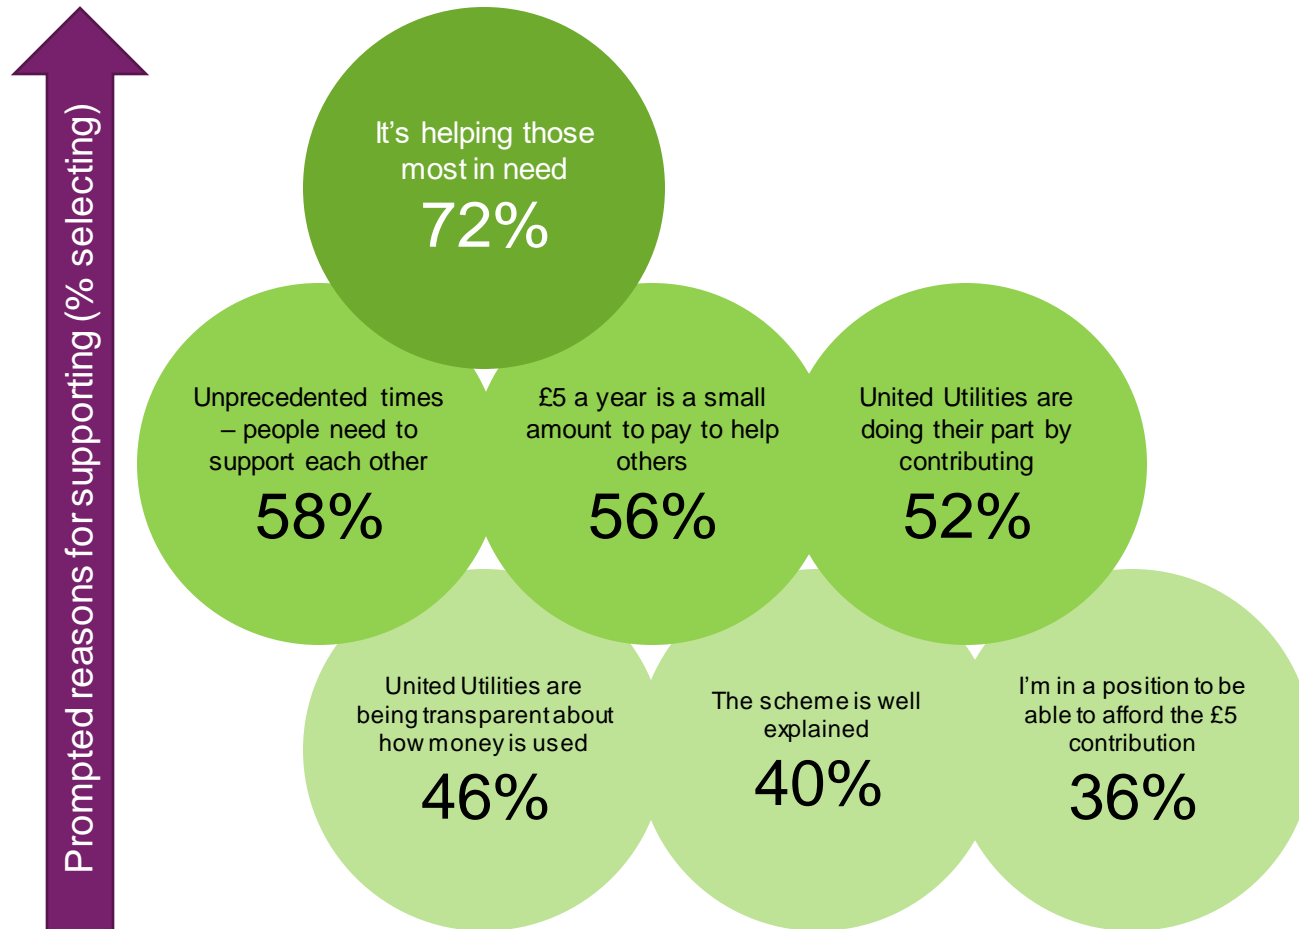 Prompted reasons for supporting (% selecting)
It's helping those
most in need
72%
Unprecedented times
– people need to
support each other
58%
£5 a year is a small
amount to pay to help
others
56%
United Utilities are
doing their part by
contributing
52%
United Utilities are
being transparent about
how money is used
46%
The scheme is well
explained
40%
I'm in a position to be
able to afford the £5
contribution
36%